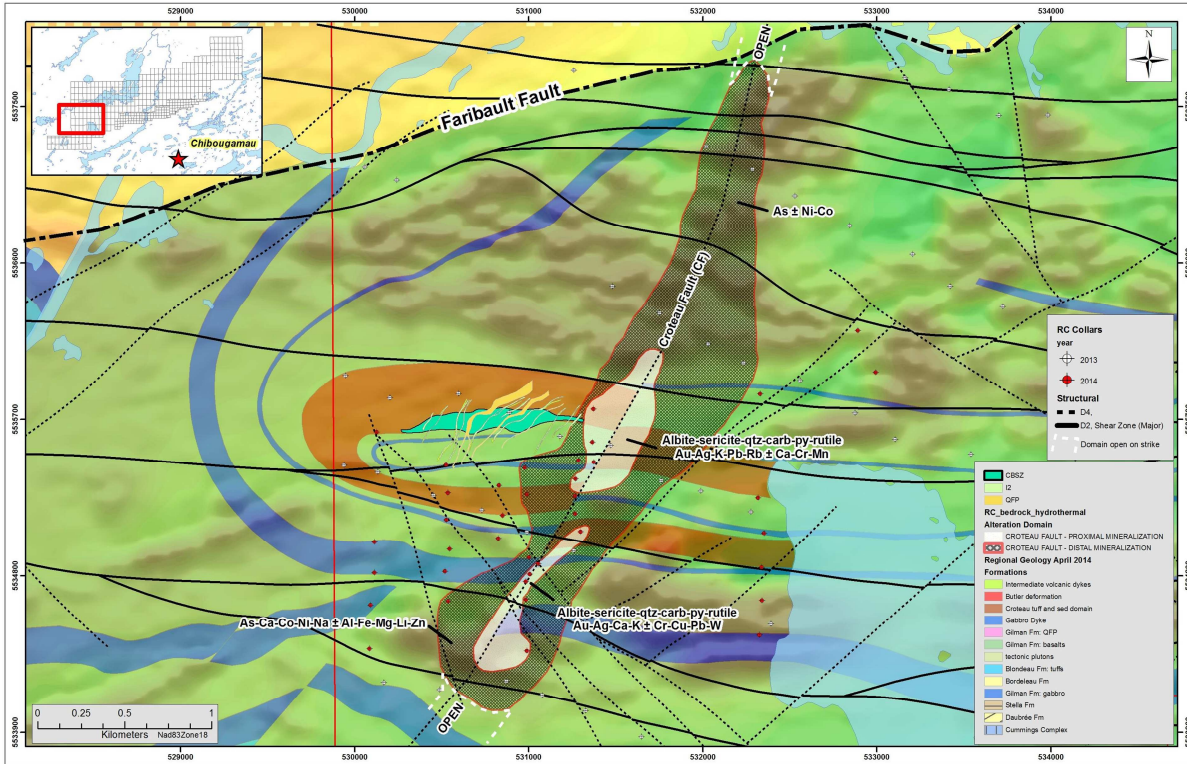 529000 530000 531000 532000 533000 534000
Chibougamau
Faribault Fault
OPEN
N
5537500
5536600
5535700
5534800
5533900
As ± Ni-Co
Croteau Fault (CF)
Albite-sericite-qtz-carb-py-rutile
Au-Ag-K-Pb-Rb ± Ca-Cr-Mn
Albite-sericite-qtz-carb-py-rutile
Au-Ag-Ca-K ± Cr-Cu-Pb-W
As-Ca-Co-Ni-Na ± Al-Fe-Mg-Li-Zn
OPEN
RC Collars
year
2013
2014
Structural
D4,
D2, Shear Zone (Major)
Domain open on strike
CBSZ
I2
QFP
RC_bedrock_hydrothermal
Alteration Domain
CROTEAU FAULT - PROXIMAL MINERALIZATION
CROTEAU FAULT - DISTAL MINERALIZATION
Regional Geology April 2014
Formations
Intermediate volcanic dykes
Butler deformation
Croteau tuff and sed domain
Gabbro Dyke
Gilman Fm: QFP
Gilman Fm: basalts
tectonic plutons
Blondeau Fm: tuffs
Bordeleau Fm
Gilman Fm: gabbro
Stella Fm
Daubrée Fm
Cummings Complex
0 0.25 0.5 1
Kilometers Nad83Zone18
529000 530000 531000 532000 533000 534000